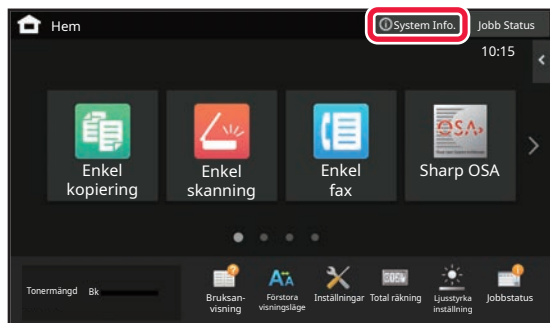 Hem
System Info.
Jobb Status
10:15
Enkel
kopiering
Enkel
skanning
Enkel
fax
OSA
Sharp OSA
Tonermängd Bk
Bruksan-
visning
Förstora
visningsläge
Inställningar
Total räkning
Ljusstyrka
inställning
Jobbstatus